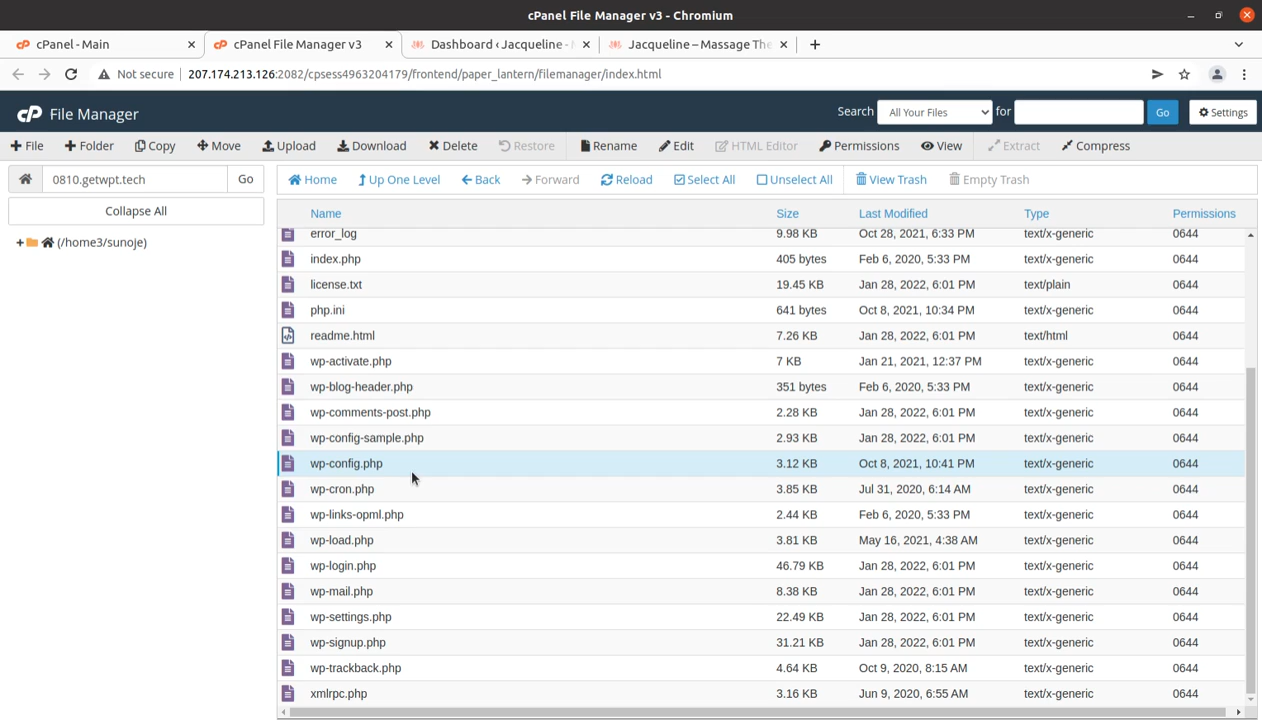 cPanel File Manager v3 - Chromium
cPanel - Main
cPanel File Manager v3
Dashboard ‹ Jacqueline -
Jacqueline – Massage The
Not secure 207.174.213.126:2082/cpsess4963204179/frontend/paper_lantern/filemanager/index.html
cP File Manager Search All Your Files for Go Settings
File Folder Copy Move Upload Download Delete Restore Rename Edit HTML Editor Permissions View Extract Compress
0810.getwpt.tech Go Home Up One Level Back Forward Reload Select All Unselect All View Trash Empty Trash
Collapse All
(/home3/sunoje)
Name Size Last Modified Type Permissions
error_log 9.98 KB Oct 28, 2021, 6:33 PM text/x-generic 0644
index.php 405 bytes Feb 6, 2020, 5:33 PM text/x-generic 0644
license.txt 19.45 KB Jan 28, 2022, 6:01 PM text/plain 0644
php.ini 641 bytes Oct 8, 2021, 10:34 PM text/x-generic 0644
readme.html 7.26 KB Jan 28, 2022, 6:01 PM text/html 0644
wp-activate.php 7 KB Jan 21, 2021, 12:37 PM text/x-generic 0644
wp-blog-header.php 351 bytes Feb 6, 2020, 5:33 PM text/x-generic 0644
wp-comments-post.php 2.28 KB Jan 28, 2022, 6:01 PM text/x-generic 0644
wp-config-sample.php 2.93 KB Jan 28, 2022, 6:01 PM text/x-generic 0644
wp-config.php 3.12 KB Oct 8, 2021, 10:41 PM text/x-generic 0644
wp-cron.php 3.85 KB Jul 31, 2020, 6:14 AM text/x-generic 0644
wp-links-opml.php 2.44 KB Feb 6, 2020, 5:33 PM text/x-generic 0644
wp-load.php 3.81 KB May 16, 2021, 4:38 AM text/x-generic 0644
wp-login.php 46.79 KB Jan 28, 2022, 6:01 PM text/x-generic 0644
wp-mail.php 8.38 KB Jan 28, 2022, 6:01 PM text/x-generic 0644
wp-settings.php 22.49 KB Jan 28, 2022, 6:01 PM text/x-generic 0644
wp-signup.php 31.21 KB Jan 28, 2022, 6:01 PM text/x-generic 0644
wp-trackback.php 4.64 KB Oct 9, 2020, 8:15 AM text/x-generic 0644
xmlrpc.php 3.16 KB Jun 9, 2020, 6:55 AM text/x-generic 0644